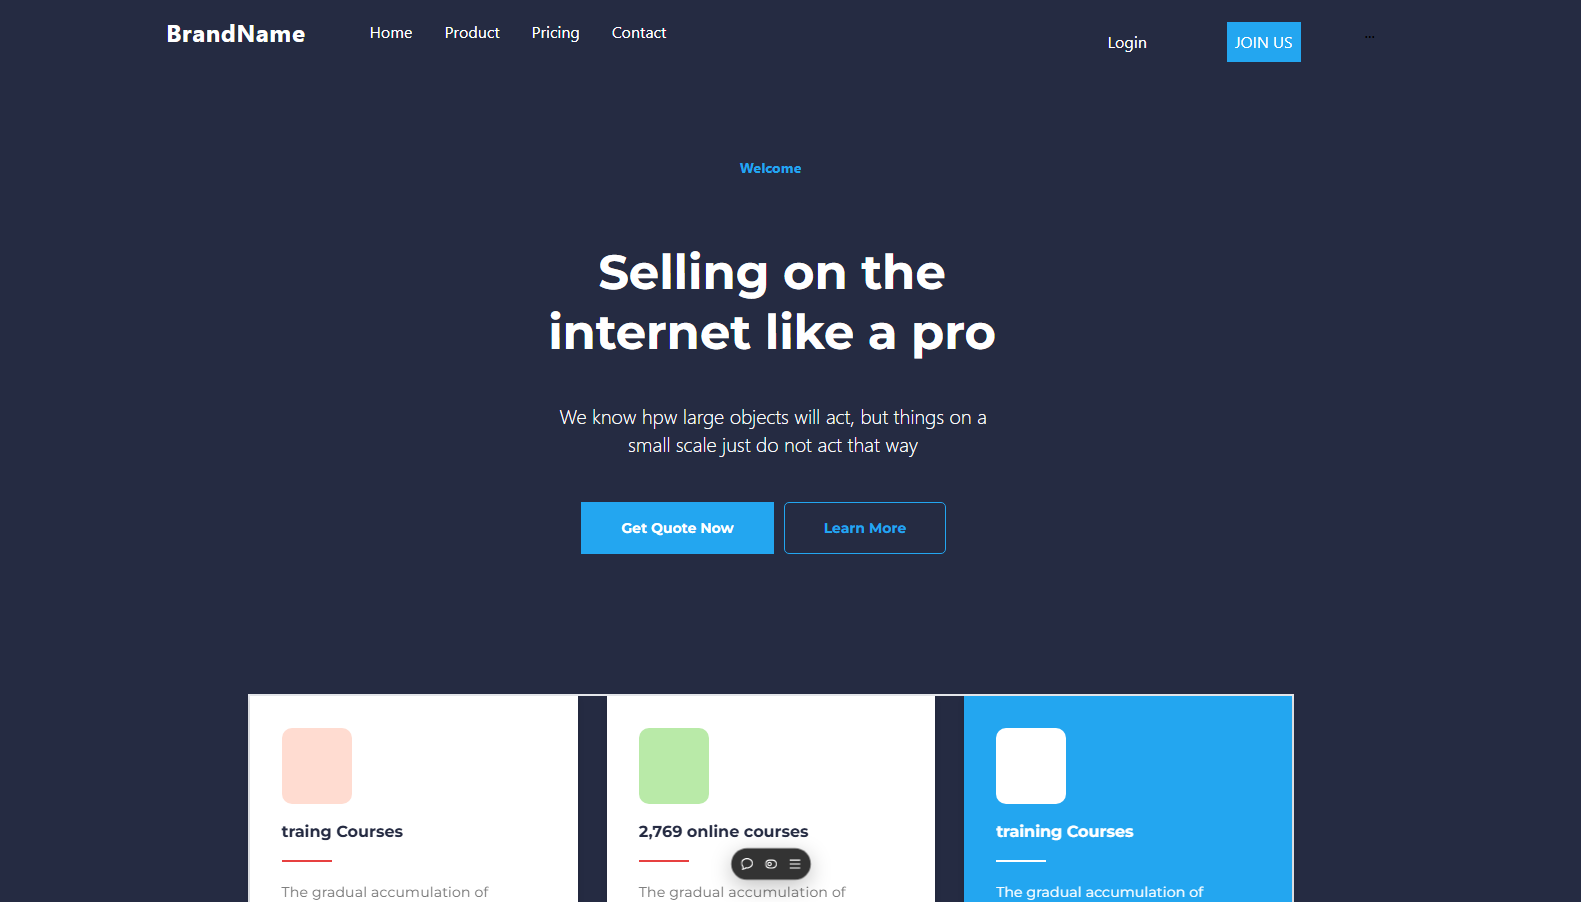 BrandName
Home Product Pricing Contact
Login
JOIN US
...
Welcome
Selling on the
internet like a pro
We know hpw large objects will act, but things on a
small scale just do not act that way
Get Quote Now
Learn More
traing Courses
The gradual accumulation of
2,769 online courses
The gradual accumulation of
training Courses
The gradual accumulation of